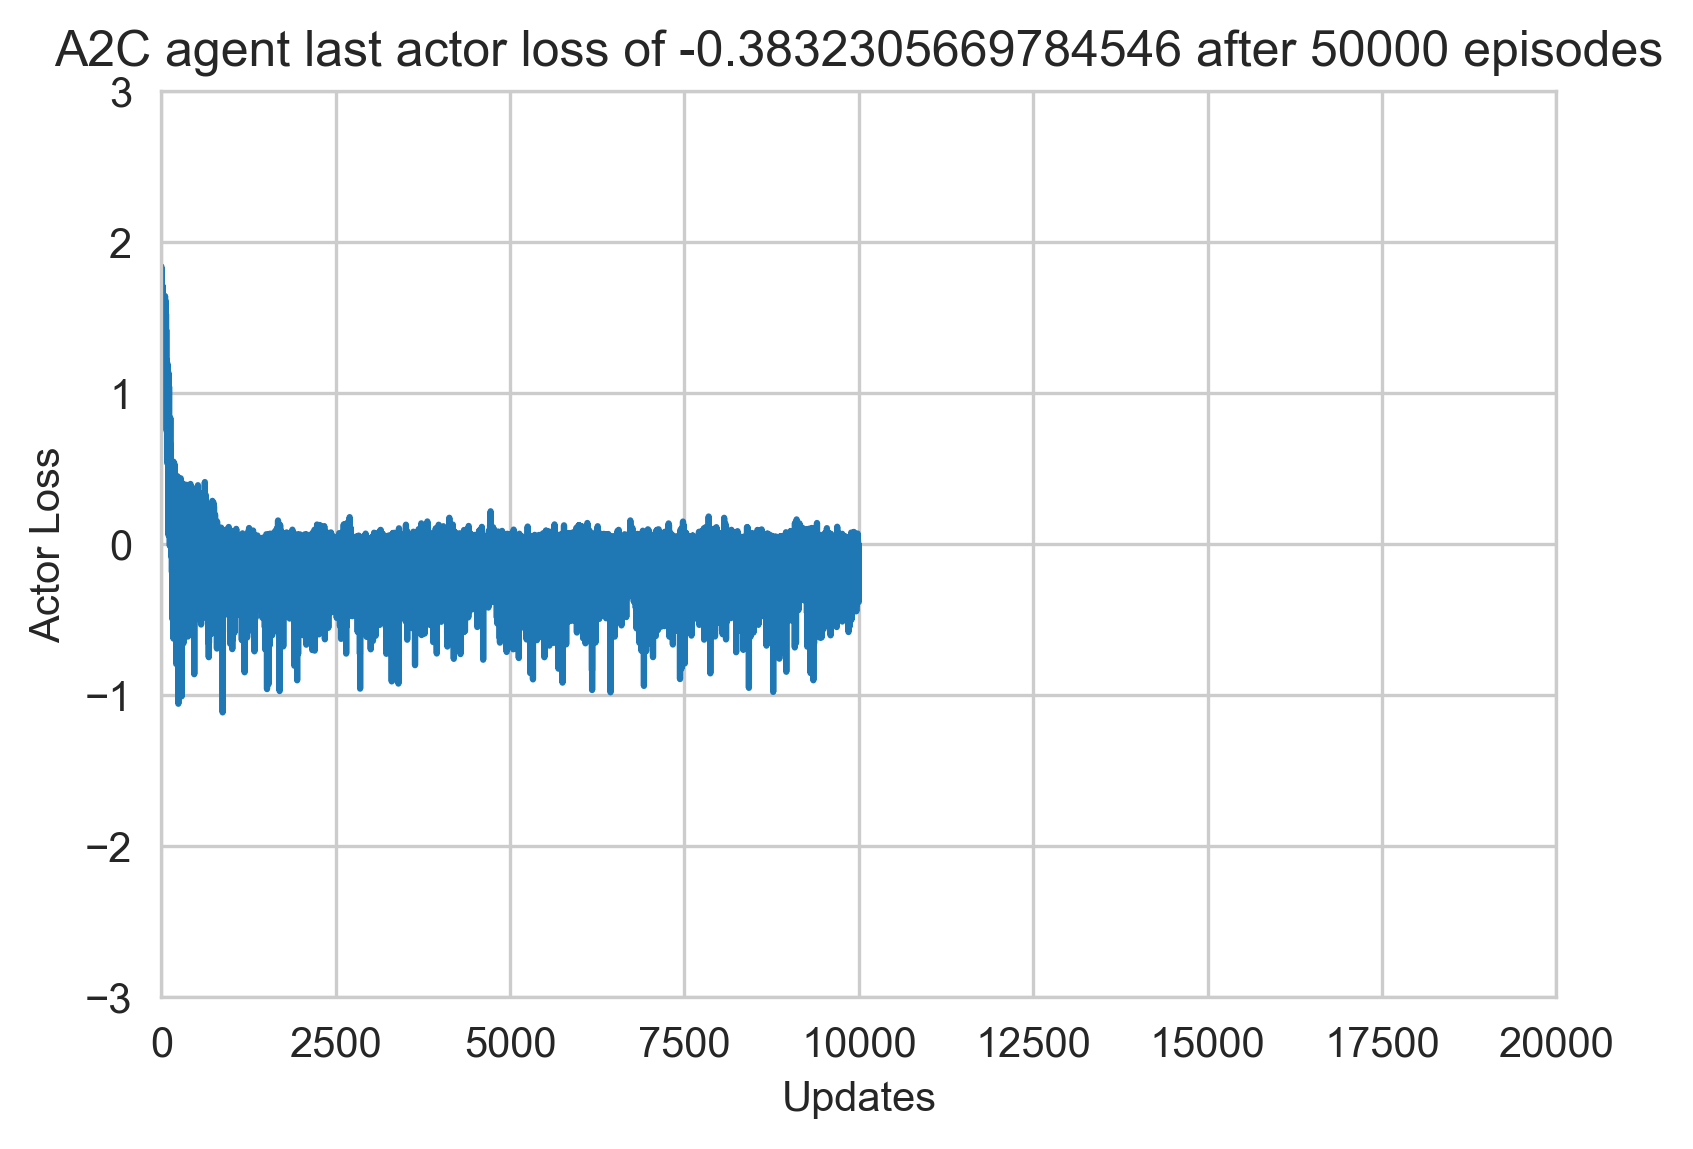 A2C agent last actor loss of -0.3832305669784546 after 50000 episodes
3
2
1
0
−1
−2
−3
Actor Loss
0 2500 5000 7500 10000 12500 15000 17500 20000
Updates